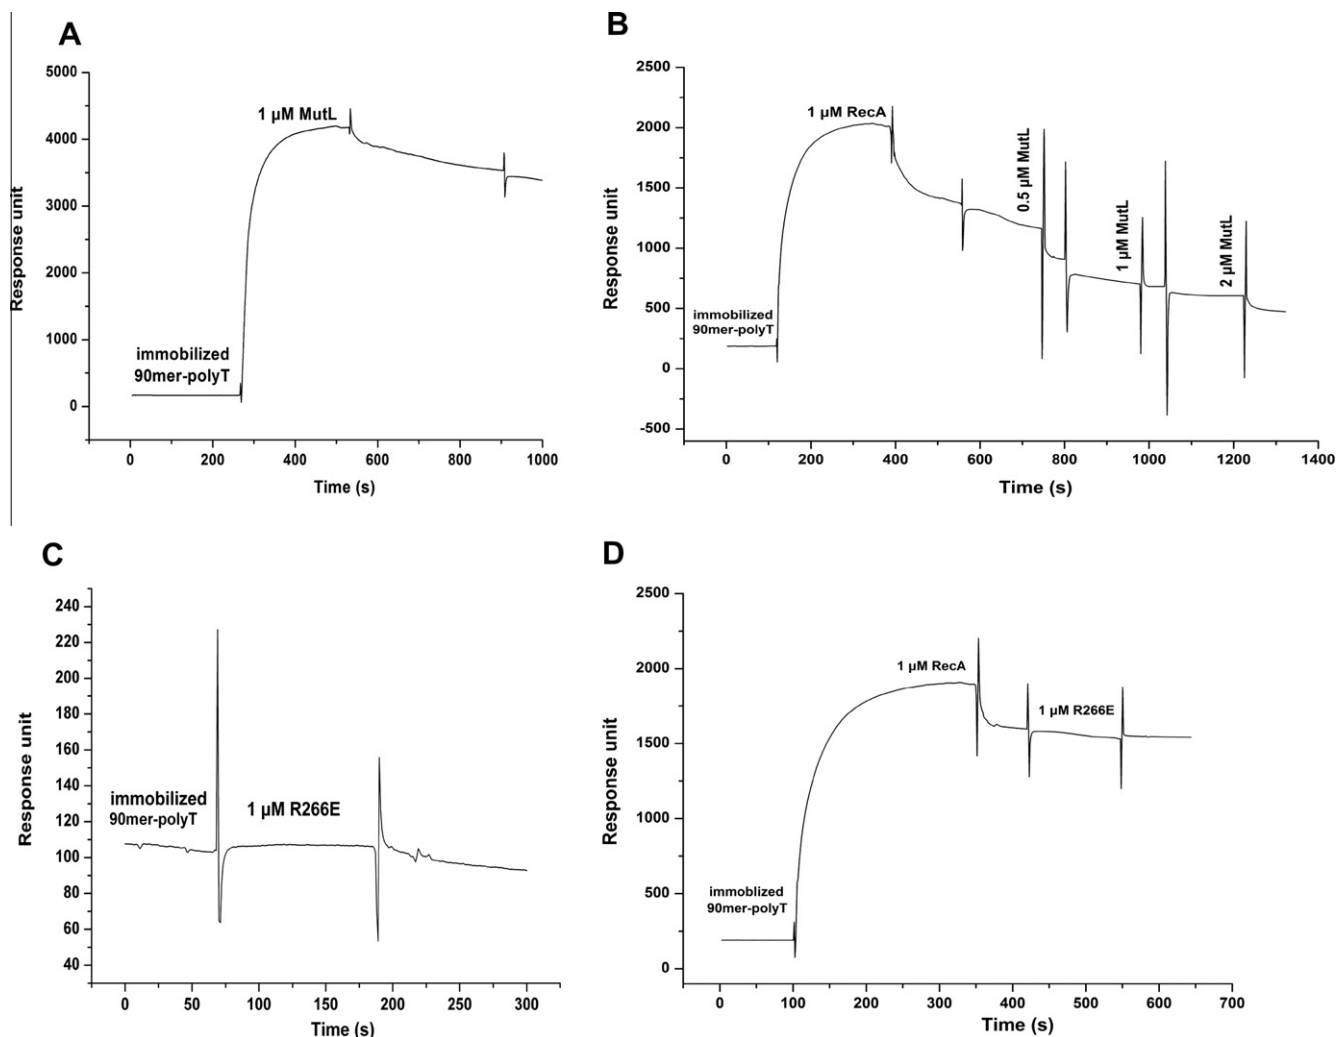 A
5000
4000
3000
2000
1000
0
Response unit
1 µM MutL
immobilized
90mer-polyT
0 200 400 600 800 1000
Time (s)
B
2500
2000
1500
1000
500
0
-500
Response unit
1 µM RecA
0.5 µM MutL
1 µM MutL
2 µM MutL
immobilized
90mer-polyT
0 200 400 600 800 1000 1200 1400
Time (s)
C
240
220
200
180
160
140
120
100
80
60
40
Response unit
immobilized
90mer-polyT
1 µM R266E
0 50 100 150 200 250 300
Time (s)
D
2500
2000
1500
1000
500
0
Response unit
1 µM RecA
1 µM R266E
immoblized
90mer-polyT
0 100 200 300 400 500 600 700
Time (s)